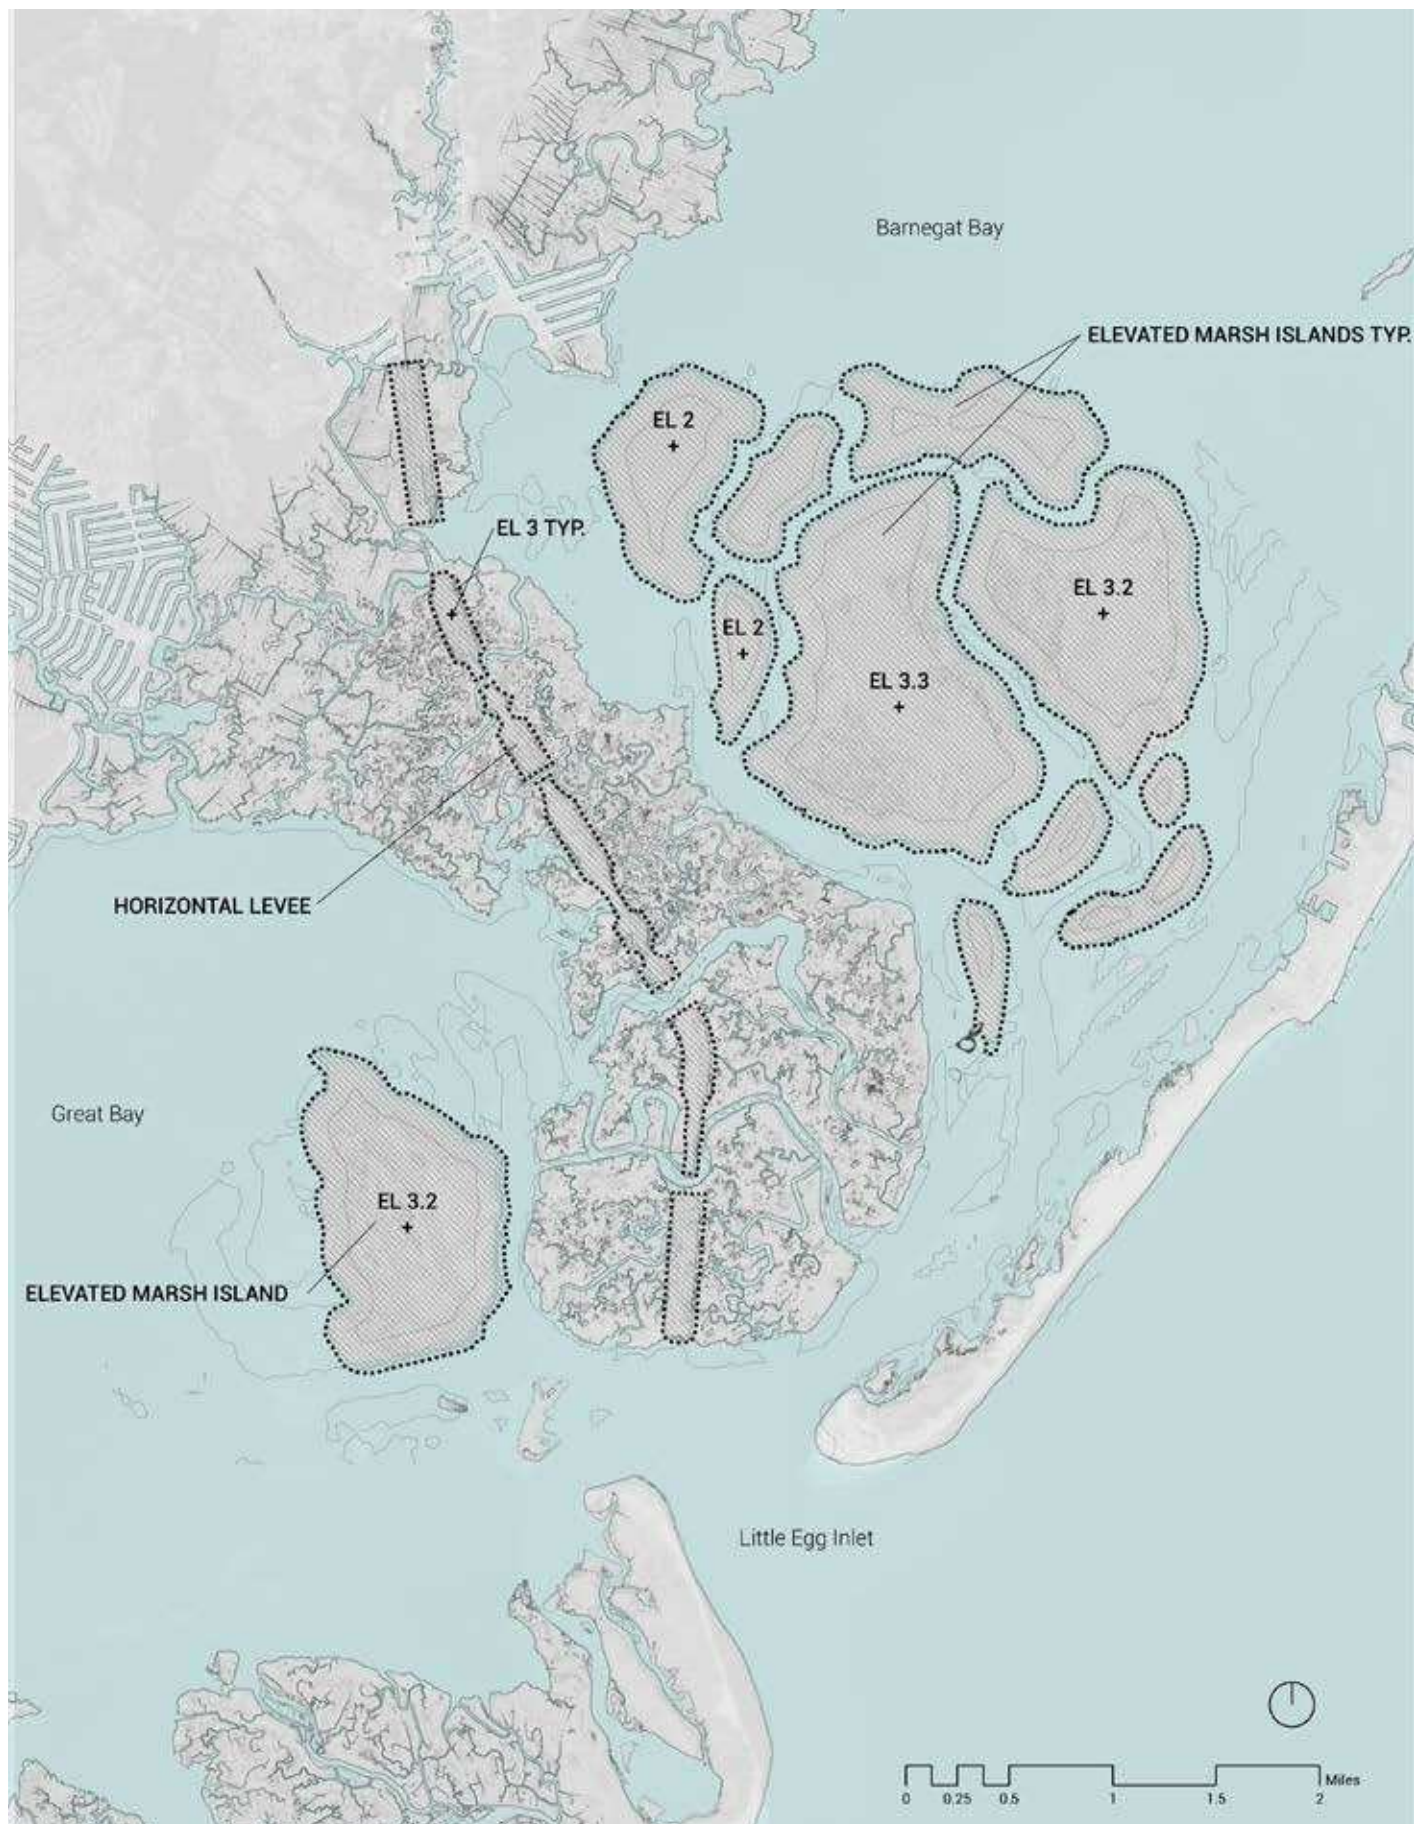 Barnegat Bay
ELEVATED MARSH ISLANDS TYP.
EL 2
EL 3 TYP.
EL 3.2
EL 2
EL 3.3
HORIZONTAL LEVEE
Great Bay
EL 3.2
ELEVATED MARSH ISLAND
Little Egg Inlet
Miles
0 0.25 0.5 1 1.5 2